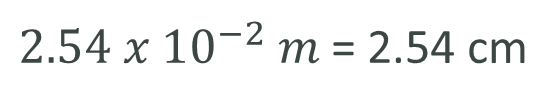 2.54 x 10⁻² m = 2.54 cm